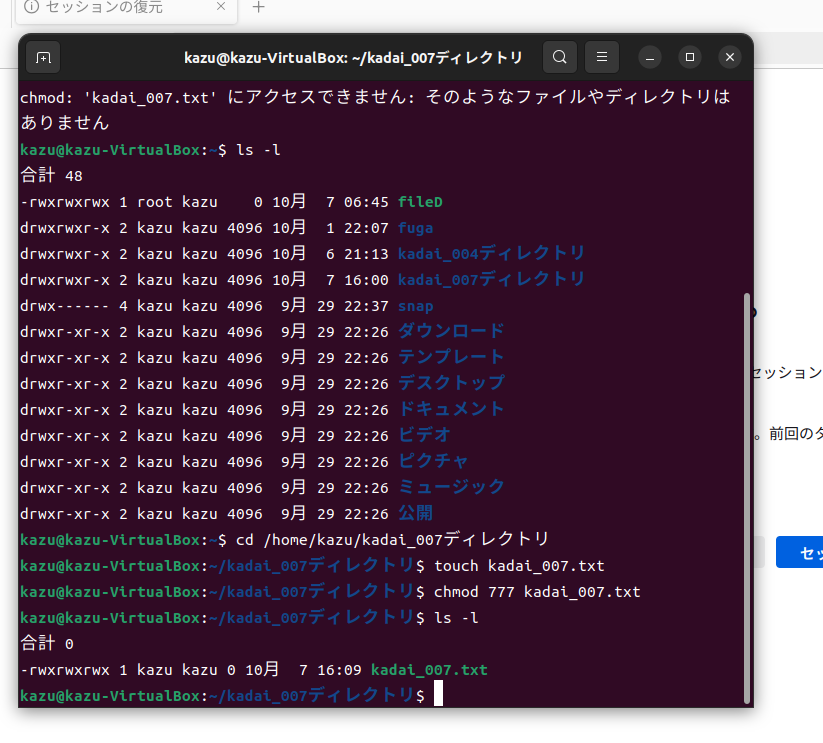 セッションの復元
kazu@kazu-VirtualBox: ~/kadai_007ディレクトリ
chmod: 'kadai_007.txt' にアクセスできません: そのようなファイルやディレクトリは
ありません
kazu@kazu-VirtualBox:~$ ls -l
合計 48
-rwxrwxrwx 1 root kazu    0 10月  7 06:45 fileD
drwxrwxr-x 2 kazu kazu 4096 10月  1 22:07 fuga
drwxrwxr-x 2 kazu kazu 4096 10月  6 21:13 kadai_004ディレクトリ
drwxrwxr-x 2 kazu kazu 4096 10月  7 16:00 kadai_007ディレクトリ
drwx------ 4 kazu kazu 4096  9月 29 22:37 snap
drwxr-xr-x 2 kazu kazu 4096  9月 29 22:26 ダウンロード
drwxr-xr-x 2 kazu kazu 4096  9月 29 22:26 テンプレート
drwxr-xr-x 2 kazu kazu 4096  9月 29 22:26 デスクトップ
drwxr-xr-x 2 kazu kazu 4096  9月 29 22:26 ドキュメント
drwxr-xr-x 2 kazu kazu 4096  9月 29 22:26 ビデオ
drwxr-xr-x 2 kazu kazu 4096  9月 29 22:26 ピクチャ
drwxr-xr-x 2 kazu kazu 4096  9月 29 22:26 ミュージック
drwxr-xr-x 2 kazu kazu 4096  9月 29 22:26 公開
kazu@kazu-VirtualBox:~$ cd /home/kazu/kadai_007ディレクトリ
kazu@kazu-VirtualBox:~/kadai_007ディレクトリ$ touch kadai_007.txt
kazu@kazu-VirtualBox:~/kadai_007ディレクトリ$ chmod 777 kadai_007.txt
kazu@kazu-VirtualBox:~/kadai_007ディレクトリ$ ls -l
合計 0
-rwxrwxrwx 1 kazu kazu 0 10月  7 16:09 kadai_007.txt
kazu@kazu-VirtualBox:~/kadai_007ディレクトリ$
セッション
。前回の